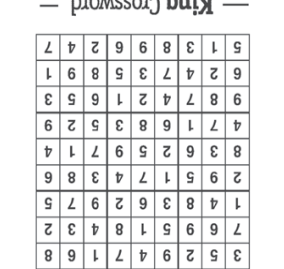 3 5 2 9 4 7 1 6 8
7 6 9 5 1 8 4 3 2
1 4 8 3 6 2 9 7 5
2 9 5 1 7 4 3 8 6
8 3 6 2 5 9 7 1 4
4 7 1 6 8 3 5 2 9
9 8 7 4 2 1 6 5 3
6 2 4 7 3 5 8 9 1
5 1 3 8 9 6 2 4 7
King Crossword